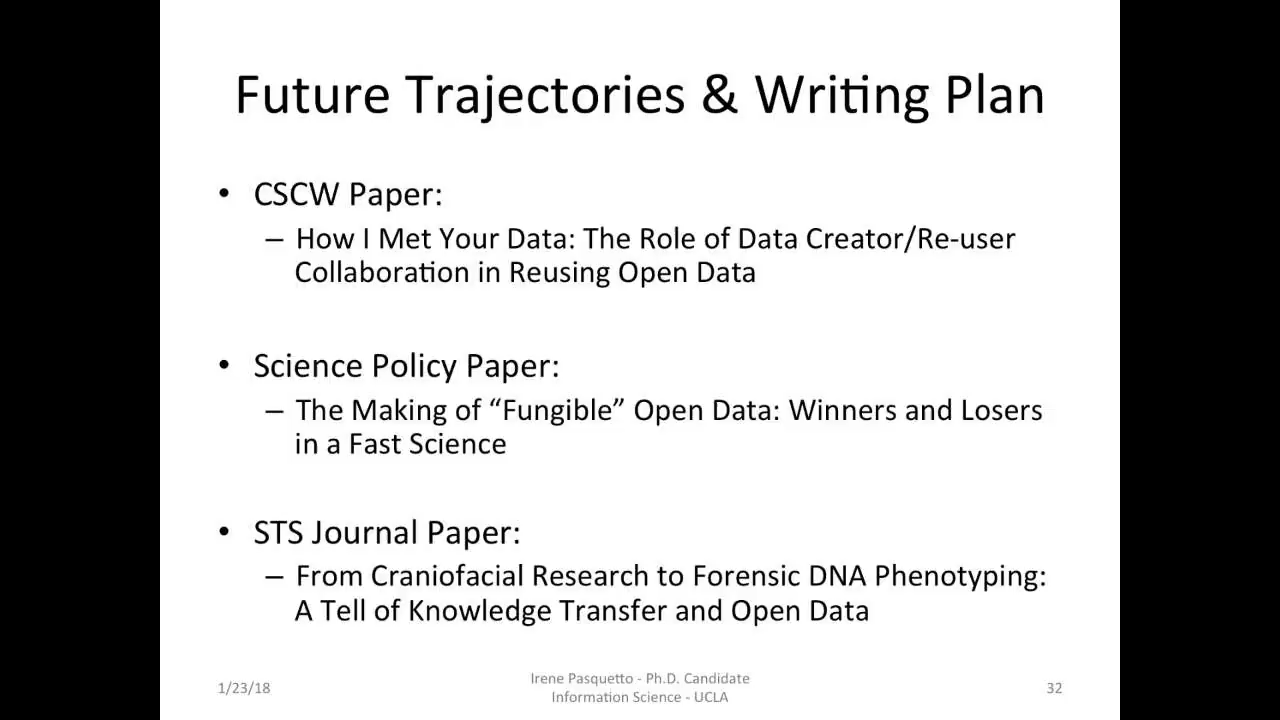 Future Trajectories & Writing Plan
• CSCW Paper:
– How I Met Your Data: The Role of Data Creator/Re-user
Collaboration in Reusing Open Data
• Science Policy Paper:
– The Making of “Fungible” Open Data: Winners and Losers
in a Fast Science
• STS Journal Paper:
– From Craniofacial Research to Forensic DNA Phenotyping:
A Tell of Knowledge Transfer and Open Data
1/23/18
Irene Pasquetto - Ph.D. Candidate
Information Science - UCLA
32